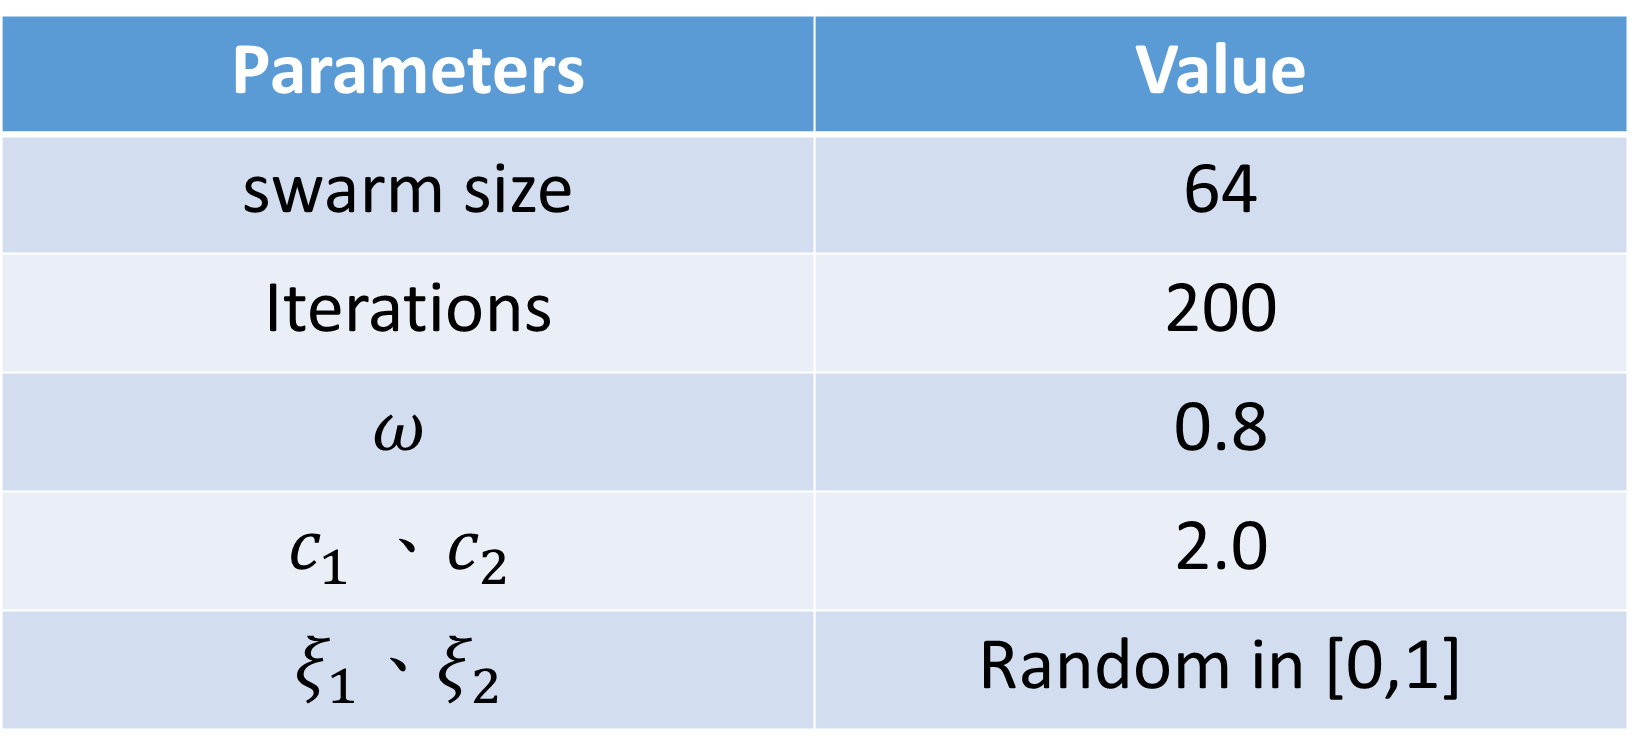 Parameters Value
swarm size 64
Iterations 200
ω 0.8
c₁ 、c₂ 2.0
ξ₁、ξ₂ Random in [0,1]